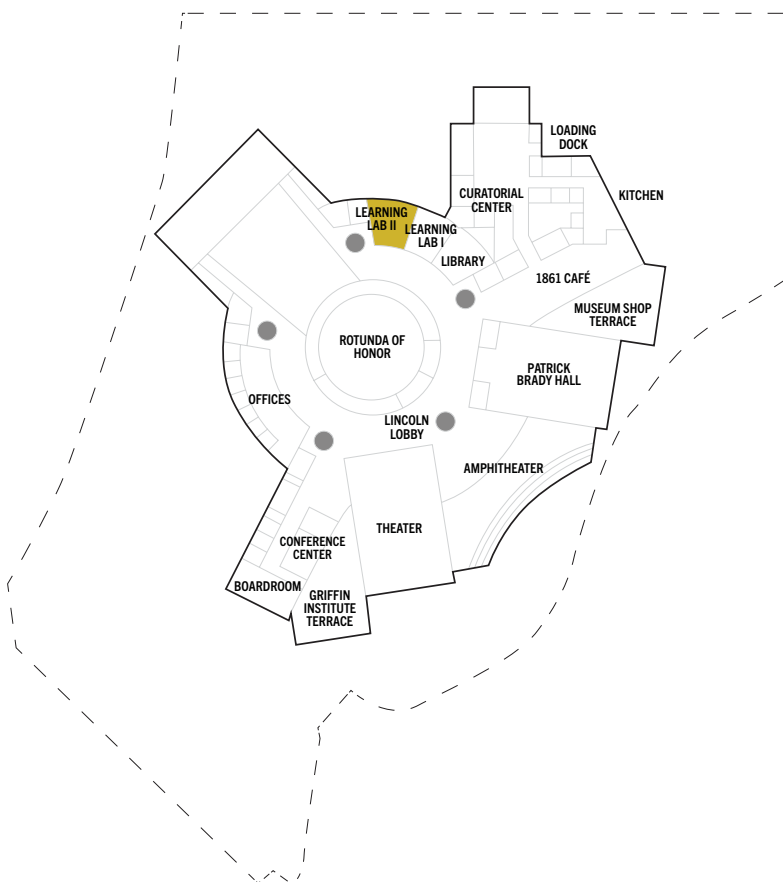 LOADING
DOCK
CURATORIAL
CENTER
KITCHEN
LEARNING
LAB II
LEARNING
LAB I
LIBRARY
1861 CAFÉ
MUSEUM SHOP
TERRACE
ROTUNDA OF
HONOR
PATRICK
BRADY HALL
OFFICES
LINCOLN
LOBBY
AMPHITHEATER
THEATER
CONFERENCE
CENTER
BOARDROOM
GRIFFIN
INSTITUTE
TERRACE